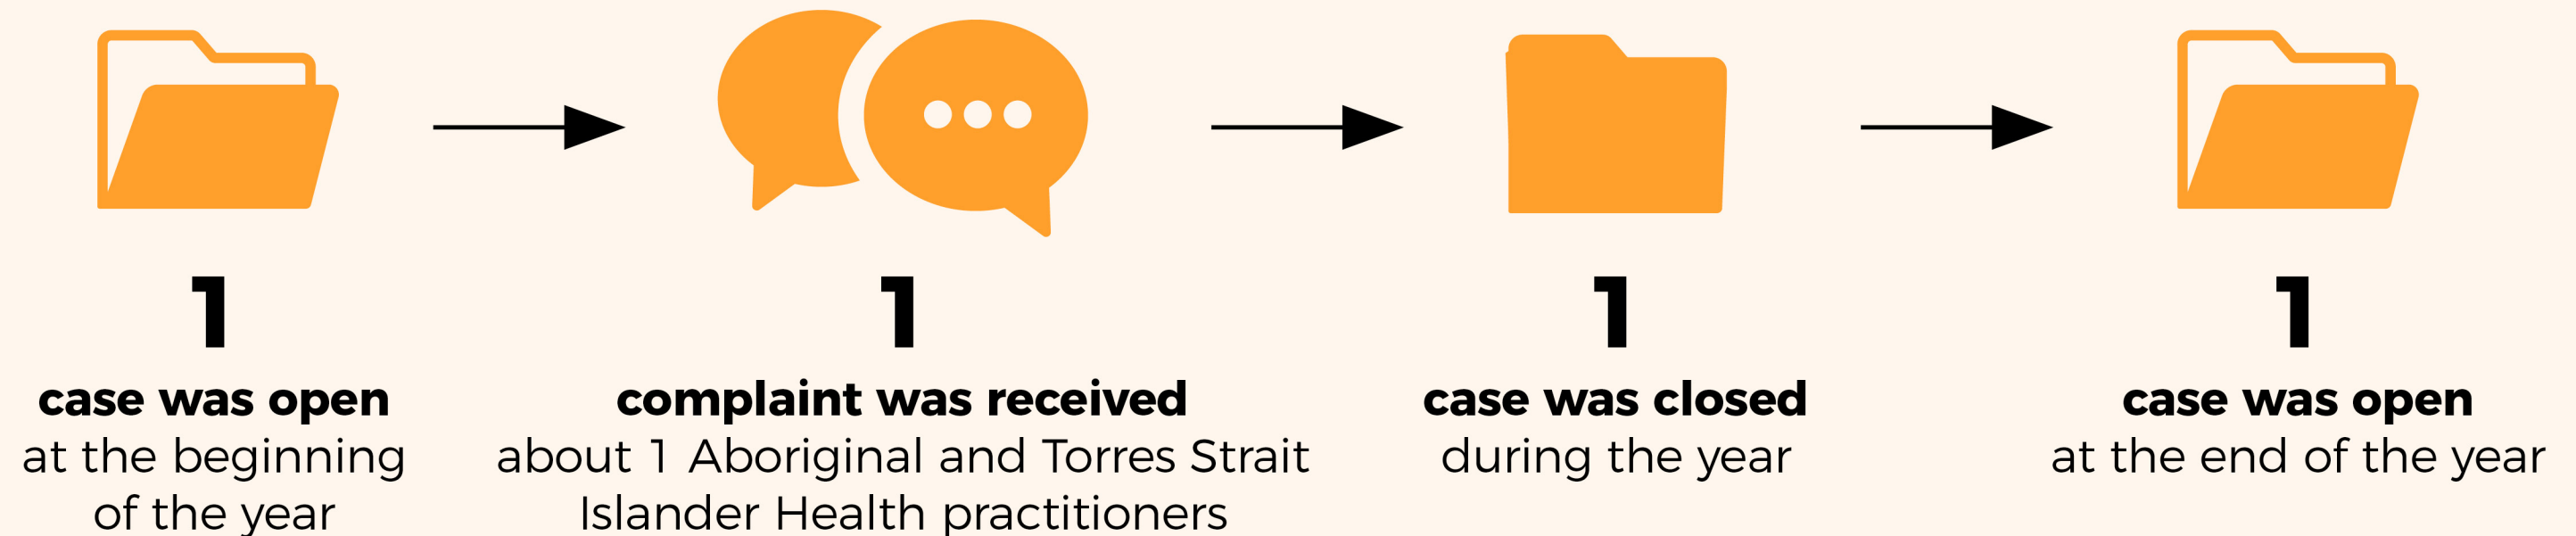 1
case was open
at the beginning
of the year
1
complaint was received
about 1 Aboriginal and Torres Strait
Islander Health practitioners
1
case was closed
during the year
1
case was open
at the end of the year